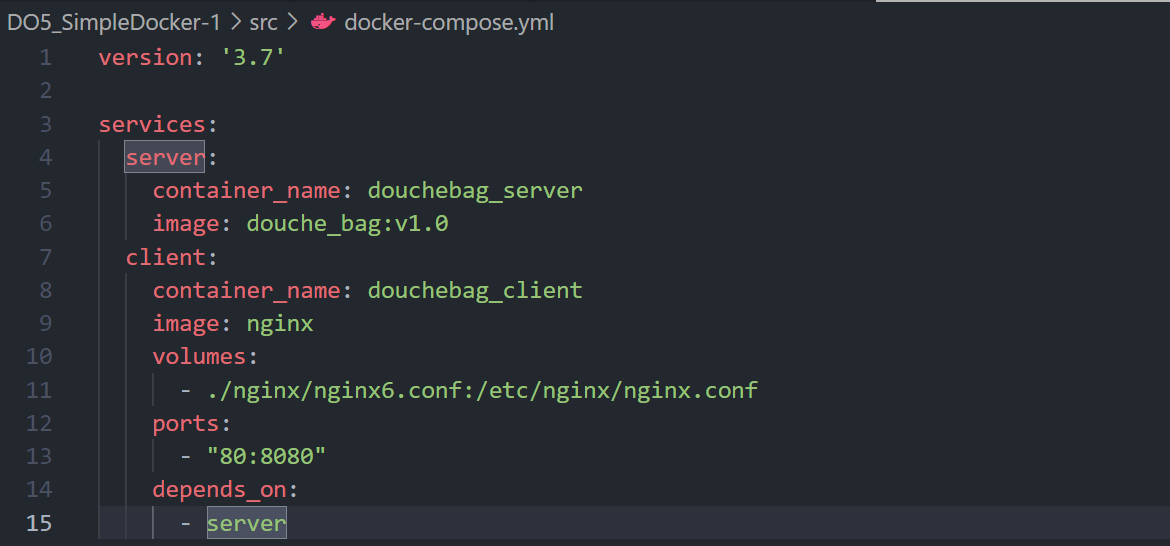 DO5_SimpleDocker-1 > src > docker-compose.yml
1 version: '3.7'
2
3 services:
4   server:
5     container_name: douchebag_server
6     image: douche_bag:v1.0
7   client:
8     container_name: douchebag_client
9     image: nginx
10     volumes:
11       - ./nginx/nginx6.conf:/etc/nginx/nginx.conf
12     ports:
13       - "80:8080"
14     depends_on:
15       - server